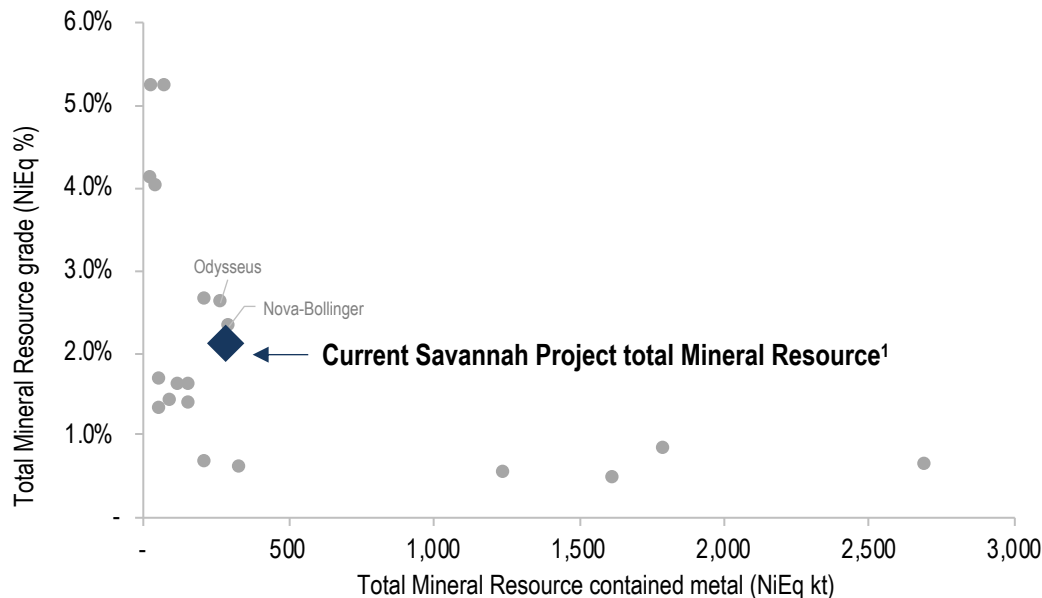 Total Mineral Resource grade (NiEq %)
6.0%
5.0%
4.0%
3.0%
2.0%
1.0%
-
Odysseus
Nova-Bollinger
Current Savannah Project total Mineral Resource¹
-
500
1,000
1,500
2,000
2,500
3,000
Total Mineral Resource contained metal (NiEq kt)